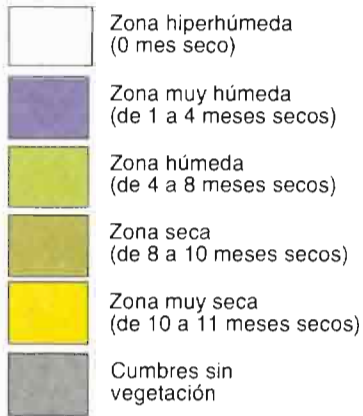 Zona hiperhúmeda
(0 mes seco)
Zona muy húmeda
(de 1 a 4 meses secos)
Zona húmeda
(de 4 a 8 meses secos)
Zona seca
(de 8 a 10 meses secos)
Zona muy seca
(de 10 a 11 meses secos)
Cumbres sin
vegetación